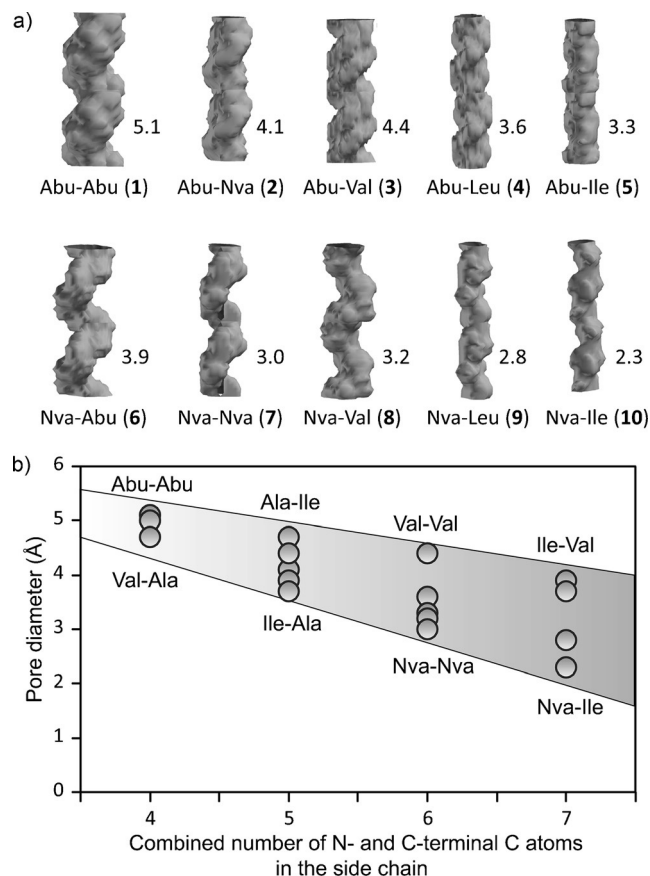 a)
5.1
4.1
4.4
3.6
3.3
Abu-Abu (1) Abu-Nva (2) Abu-Val (3) Abu-Leu (4) Abu-Ile (5)
3.9
3.0
3.2
2.8
2.3
Nva-Abu (6) Nva-Nva (7) Nva-Val (8) Nva-Leu (9) Nva-Ile (10)
b)
Pore diameter (Å)
6
5
4
3
2
1
0
Abu-Abu
Val-Ala
Ala-Ile
Ile-Ala
Val-Val
Nva-Nva
Ile-Val
Nva-Ile
4 5 6 7
Combined number of N- and C-terminal C atoms
in the side chain